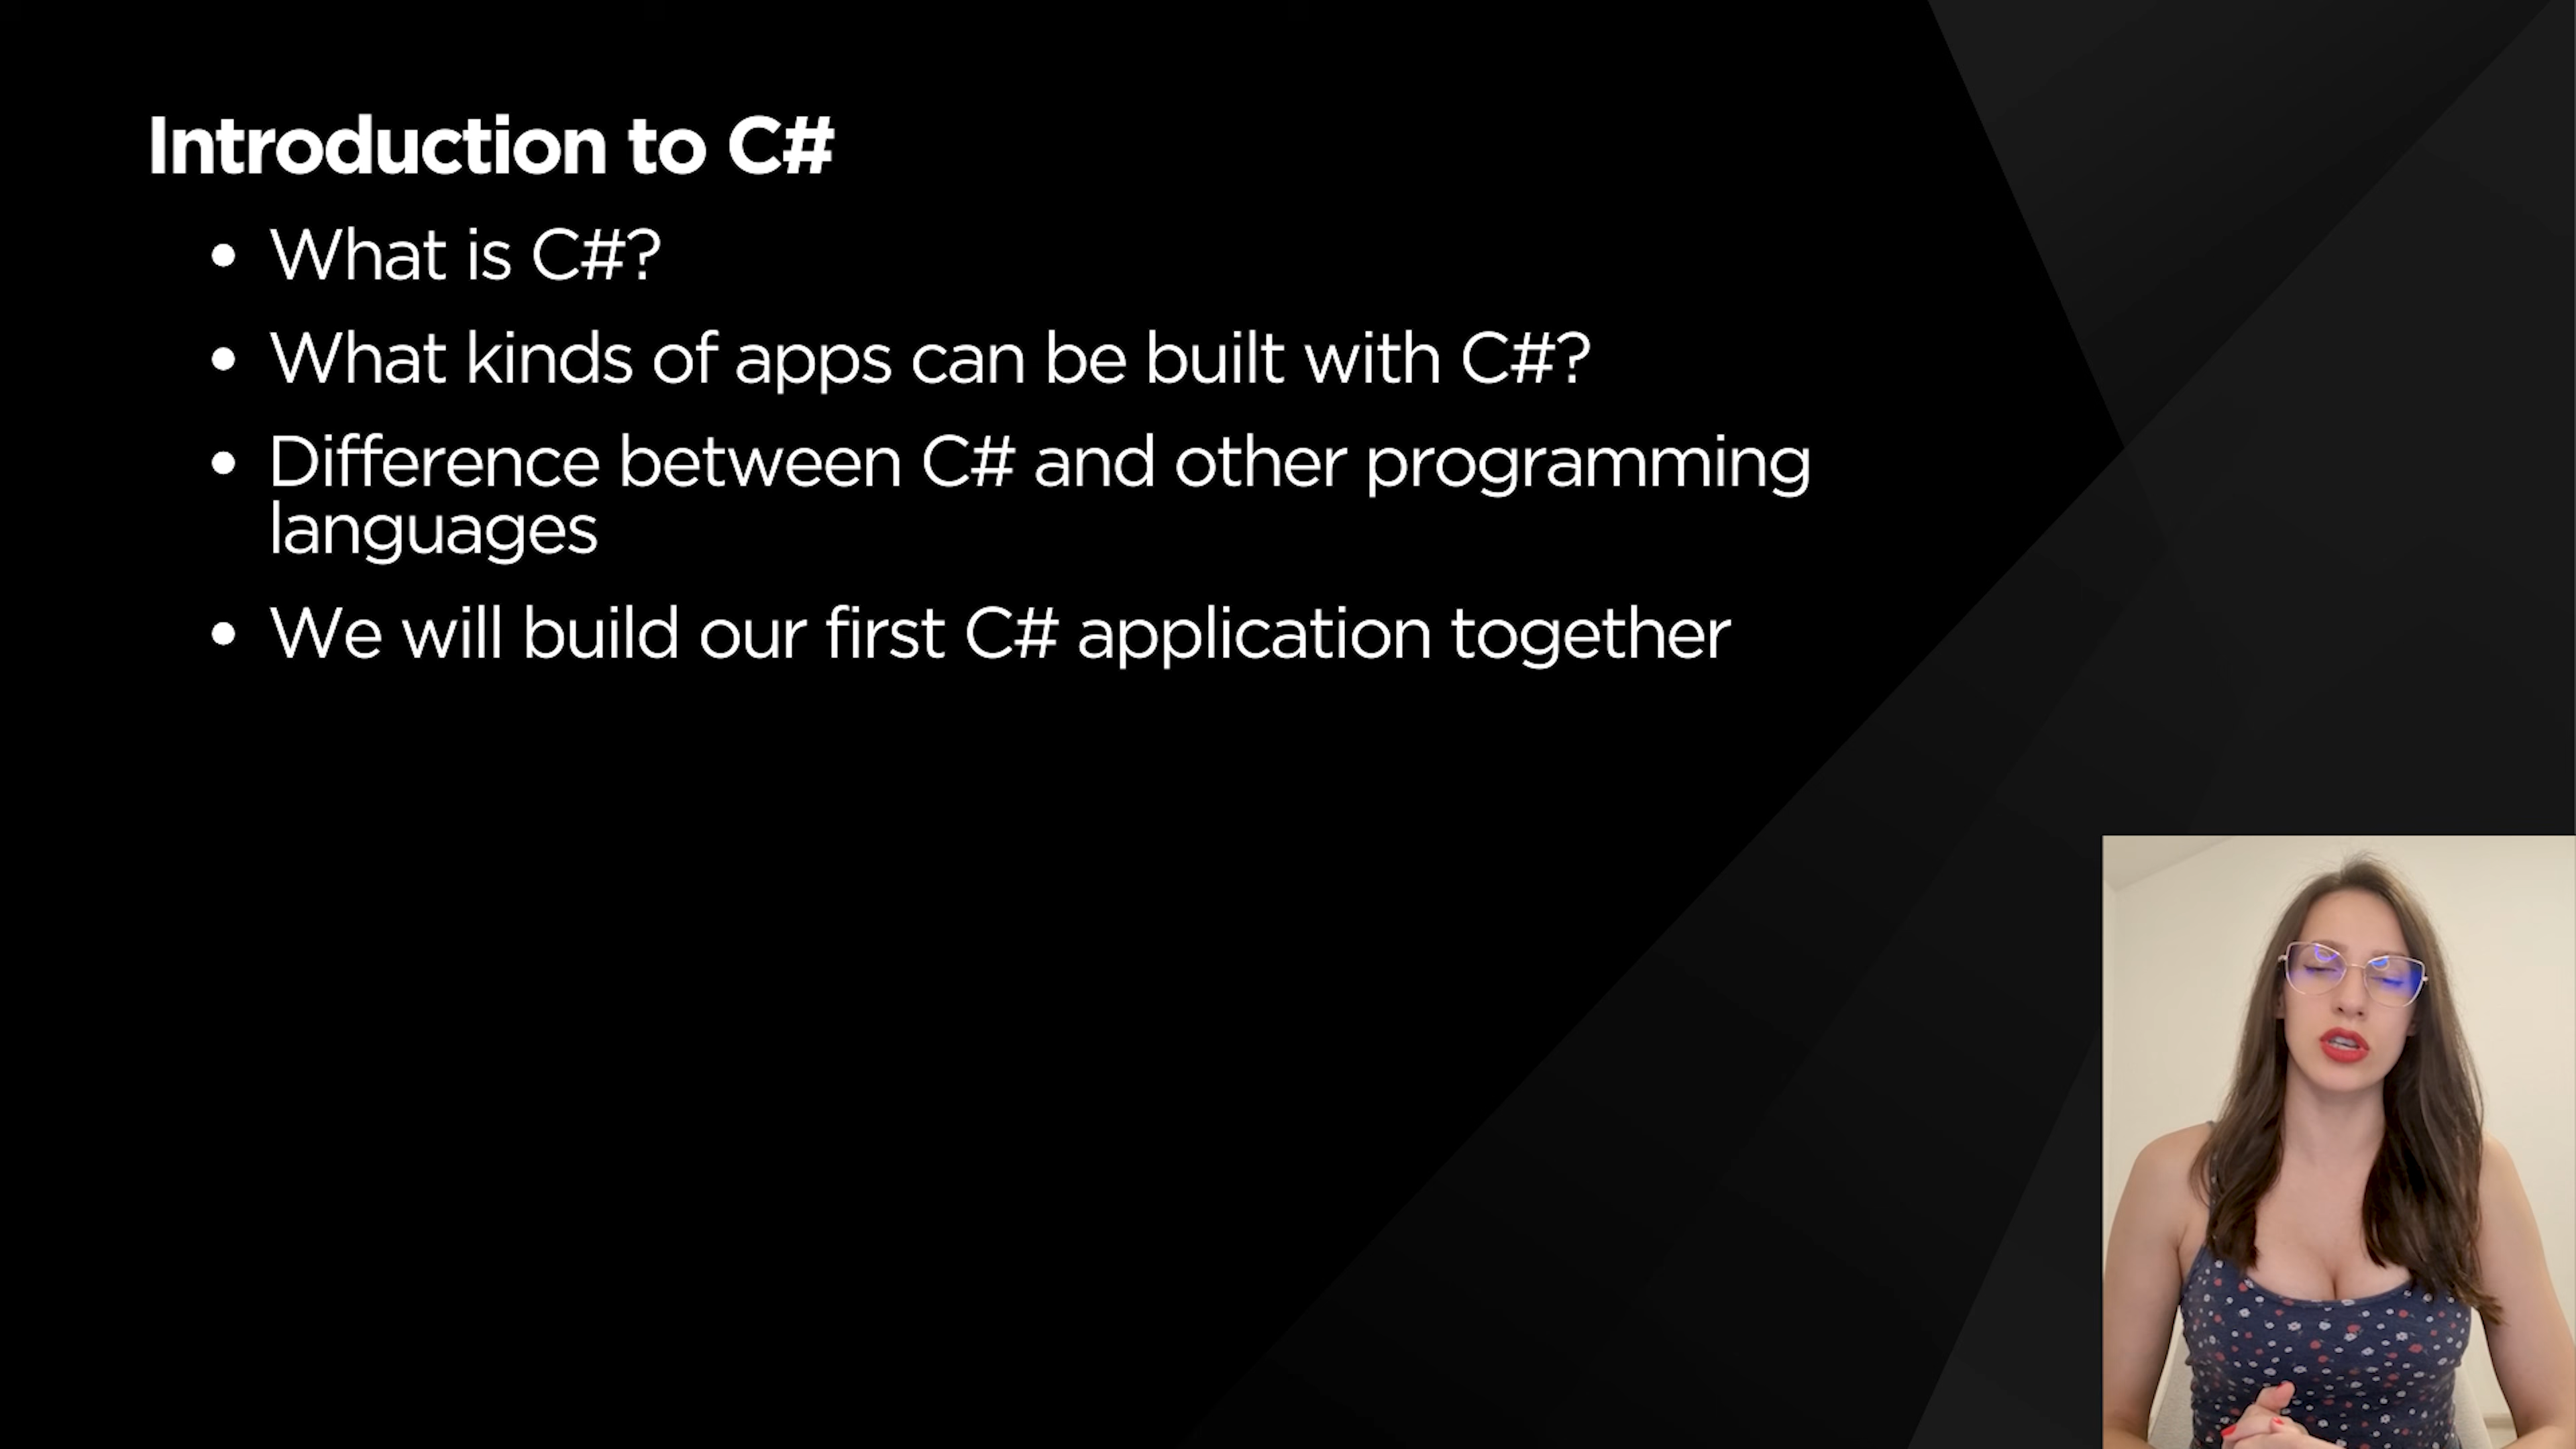 Introduction to C#
• What is C#?
• What kinds of apps can be built with C#?
• Difference between C# and other programming
languages
• We will build our first C# application together